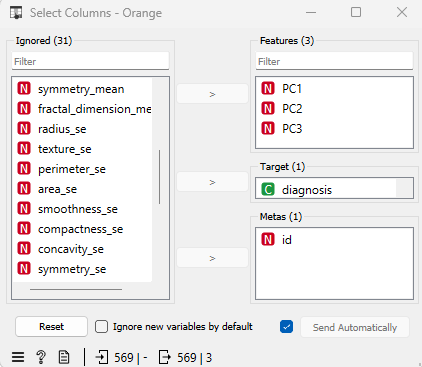 Select Columns - Orange
Ignored (31)
Filter
N symmetry_mean
N fractal_dimension_me
N radius_se
N texture_se
N perimeter_se
N area_se
N smoothness_se
N compactness_se
N concavity_se
N symmetry_se
>
>
>
Features (3)
Filter
N PC1
N PC2
N PC3
Target (1)
C diagnosis
Metas (1)
N id
Reset
Ignore new variables by default
Send Automatically
? 569 | - 569 | 3